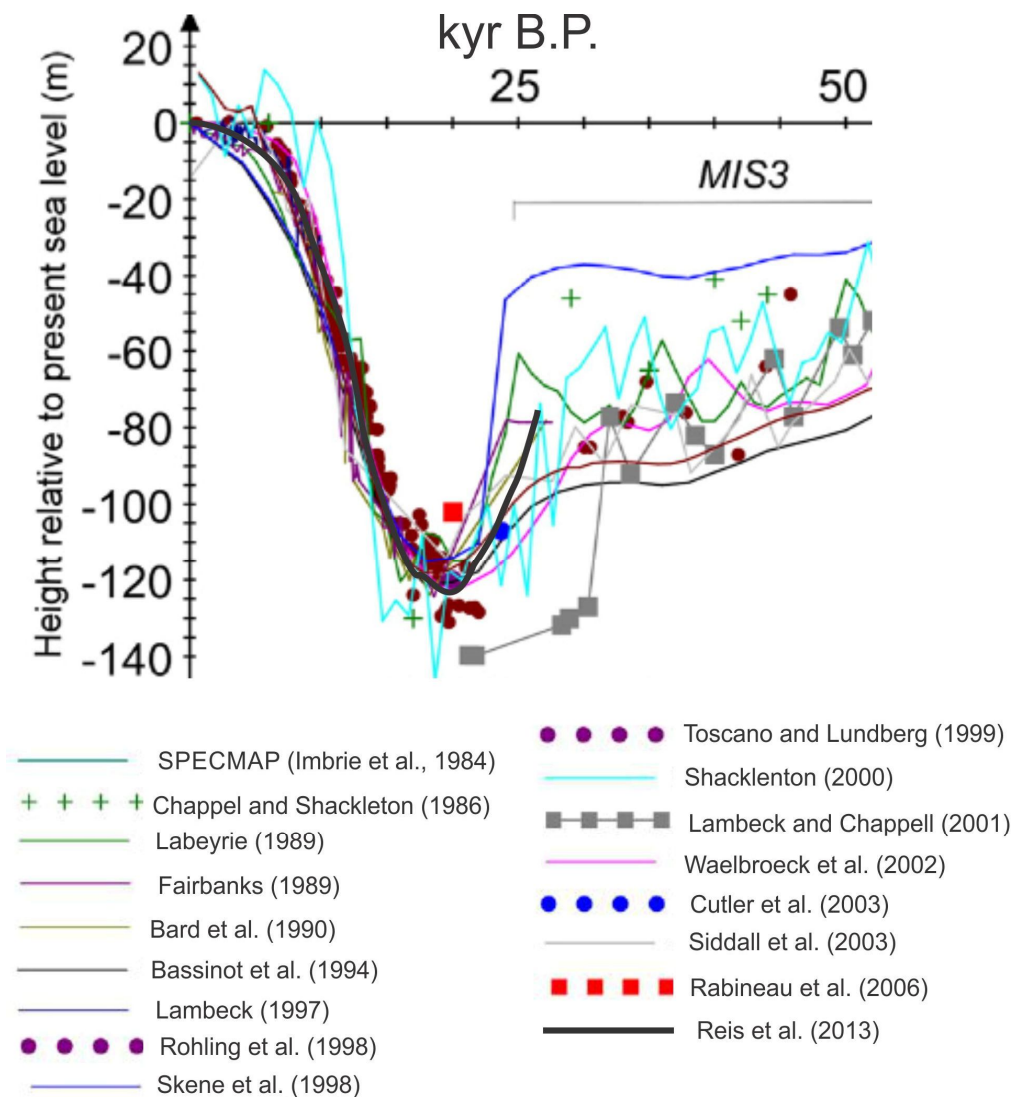 kyr B.P.
25
50
Height relative to present sea level (m)
20
0
-20
-40
-60
-80
-100
-120
-140
MIS3
SPECMAP (Imbrie et al., 1984)
Chappel and Shackleton (1986)
Labeyrie (1989)
Fairbanks (1989)
Bard et al. (1990)
Bassinot et al. (1994)
Lambeck (1997)
Rohling et al. (1998)
Skene et al. (1998)
Toscano and Lundberg (1999)
Shacklenton (2000)
Lambeck and Chappell (2001)
Waelbroeck et al. (2002)
Cutler et al. (2003)
Siddall et al. (2003)
Rabineau et al. (2006)
Reis et al. (2013)